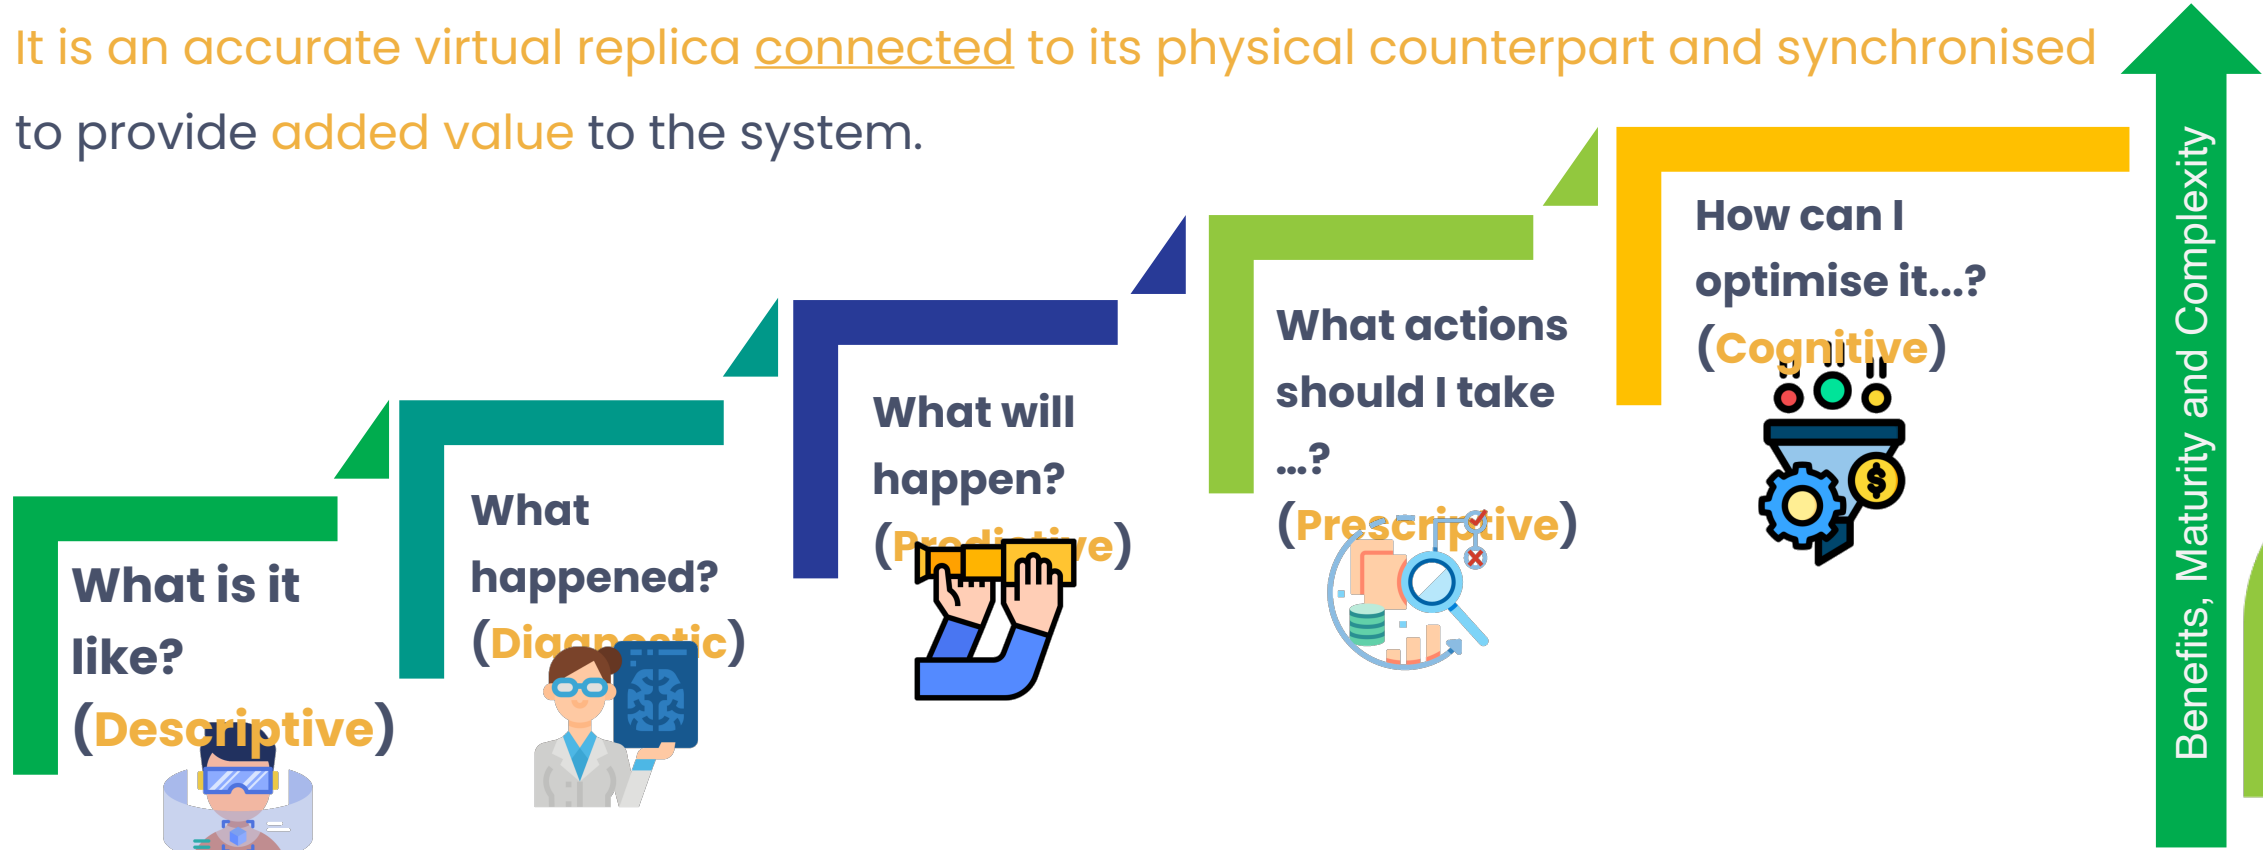 It is an accurate virtual replica connected to its physical counterpart and synchronised
to provide added value to the system.
What is it
like?
(Descriptive)
What
happened?
(Diagnostic)
What will
happen?
(Predictive)
What actions
should I take
...?
(Prescriptive)
How can I
optimise it...?
(Cognitive)
Benefits, Maturity and Complexity